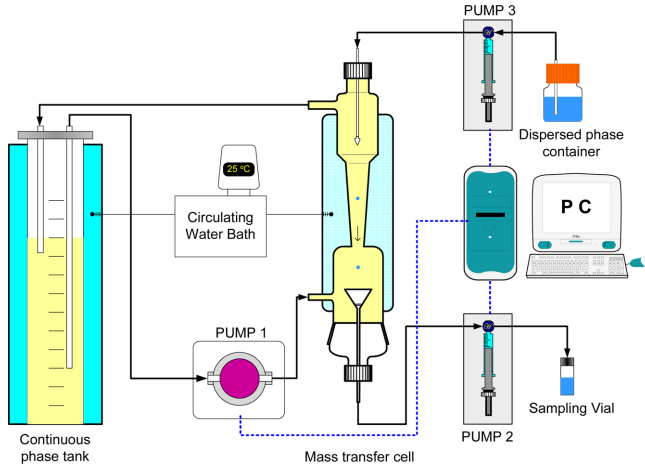 PUMP 3
Dispersed phase
container
25 ºC
Circulating
Water Bath
P C
PUMP 1
PUMP 2
Sampling Vial
Continuous
phase tank
Mass transfer cell